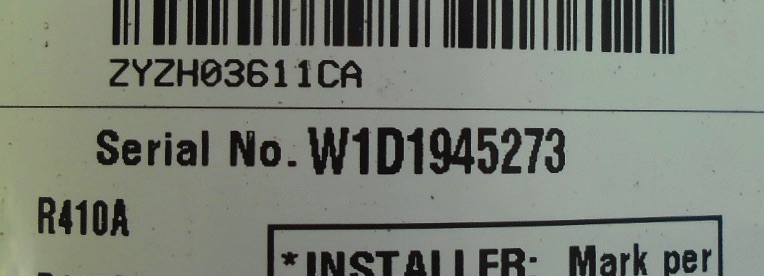 ZYZH03611CA
Serial No. W1D1945273
R410A
*INSTALLER: Mark per